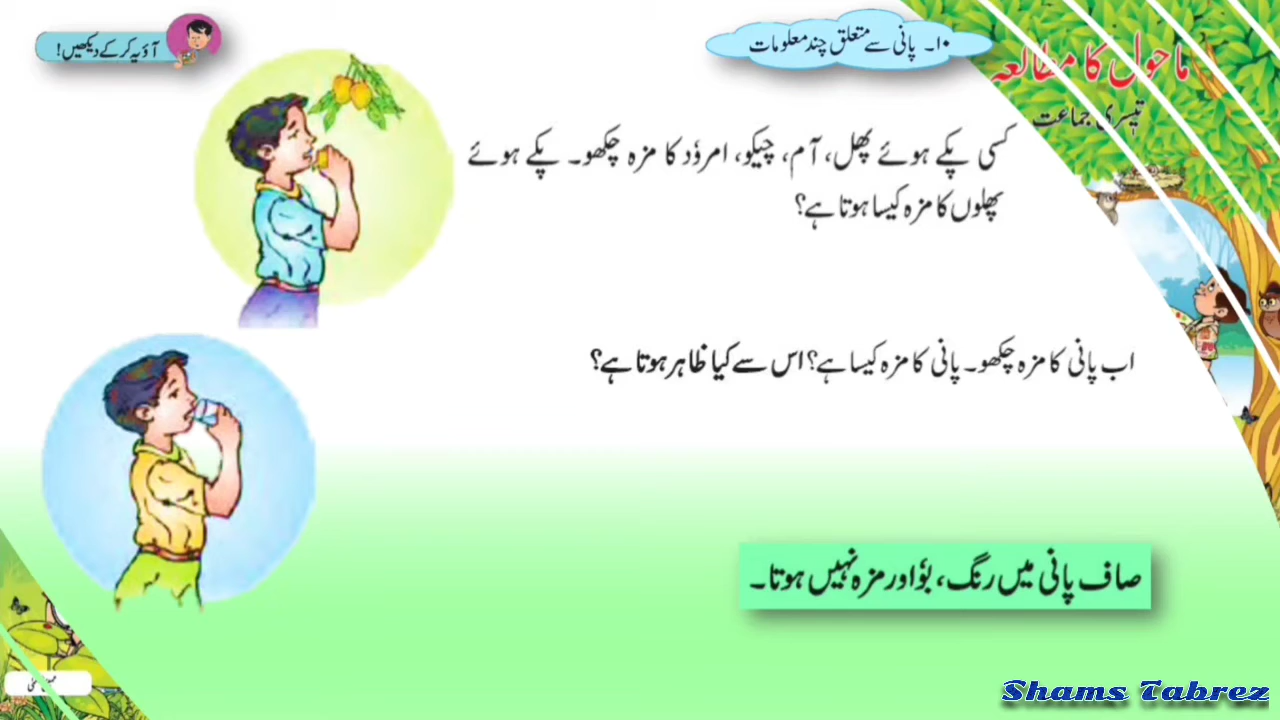 ماحول کا مطالعہ
تیسری جماعت
۱۰۔ پانی سے متعلق چند معلومات
آؤ یہ کر کے دیکھیں!
کسی پکے ہوئے پھل، آم، چیکو، امروٗد کا مزہ چکھو۔ پکے ہوئے
پھلوں کا مزہ کیسا ہوتا ہے؟
اب پانی کا مزہ چکھو۔ پانی کا مزہ کیسا ہے؟ اس سے کیا ظاہر ہوتا ہے؟
صاف پانی میں رنگ، بوٗ اور مزہ نہیں ہوتا۔
Shams Tabrez